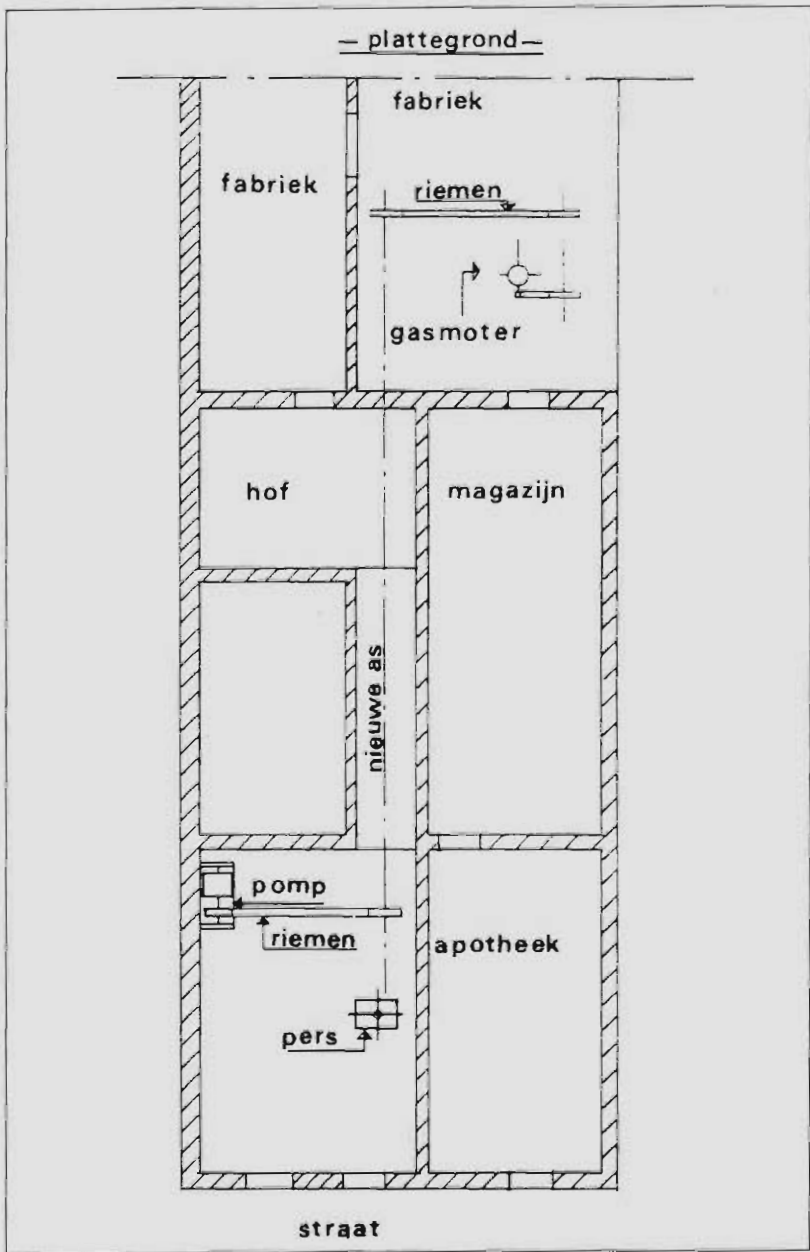 — plattegrond —
fabriek
fabriek
riemen
gasmoter
hof
magazijn
nieuwe as
pomp
riemen
apotheek
pers
straat